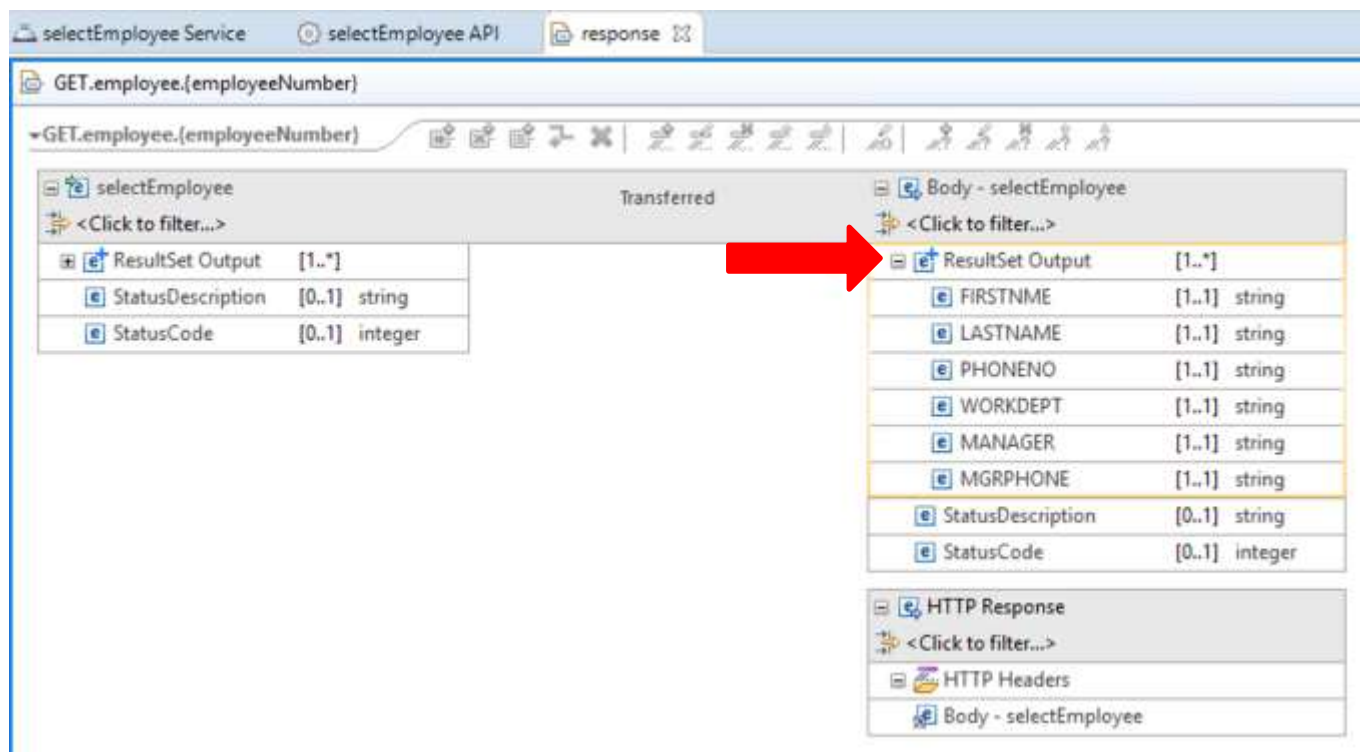 selectEmployee Service selectEmployee API response
GET.employee.{employeeNumber}
GET.employee.{employeeNumber}
selectEmployee
<Click to filter...>
ResultSet Output [1..*]
StatusDescription [0..1] string
StatusCode [0..1] integer
Transferred
Body - selectEmployee
<Click to filter...>
ResultSet Output [1..*]
FIRSTNME [1..1] string
LASTNAME [1..1] string
PHONENO [1..1] string
WORKDEPT [1..1] string
MANAGER [1..1] string
MGRPHONE [1..1] string
StatusDescription [0..1] string
StatusCode [0..1] integer
HTTP Response
<Click to filter...>
HTTP Headers
Body - selectEmployee